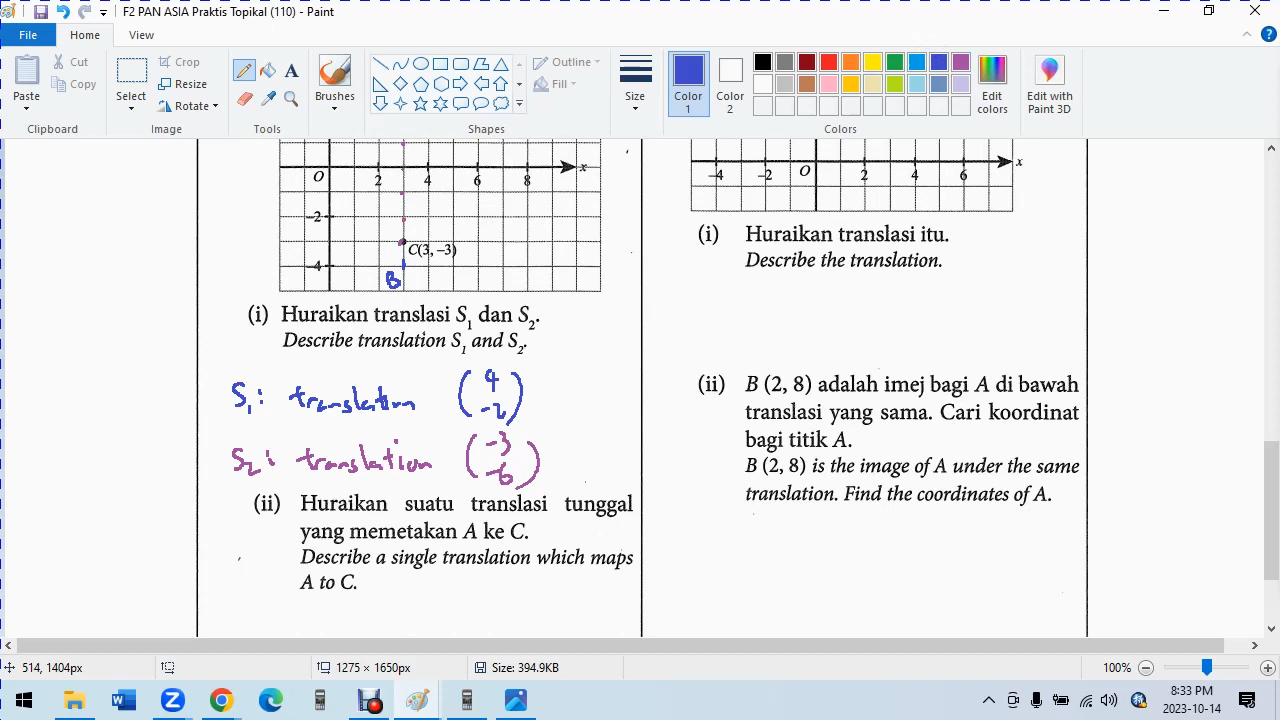 F2 PAN ASIA Praktis Topikal (110) - Paint
File Home View
Paste Cut Copy Clipboard
Select Crop Resize Rotate Image
A Tools
Brushes
Shapes Outline Fill
Size
Color 1 Color 2 Colors
Edit colors
Edit with Paint 3D
O 2 4 6 8 x
-2
-4
C(3, –3)
B
(i) Huraikan translasi S1 dan S2.
Describe translation S1 and S2.
S1: translation (4 -2)
S2: translation (-3 -6)
(ii) Huraikan suatu translasi tunggal
yang memetakan A ke C.
Describe a single translation which maps
A to C.
-4 -2 O 2 4 6 x
(i) Huraikan translasi itu.
Describe the translation.
(ii) B (2, 8) adalah imej bagi A di bawah
translasi yang sama. Cari koordinat
bagi titik A.
B (2, 8) is the image of A under the same
translation. Find the coordinates of A.
514, 1404px 1275 × 1650px Size: 394.9KB 100%
8:33 PM
2023-10-14